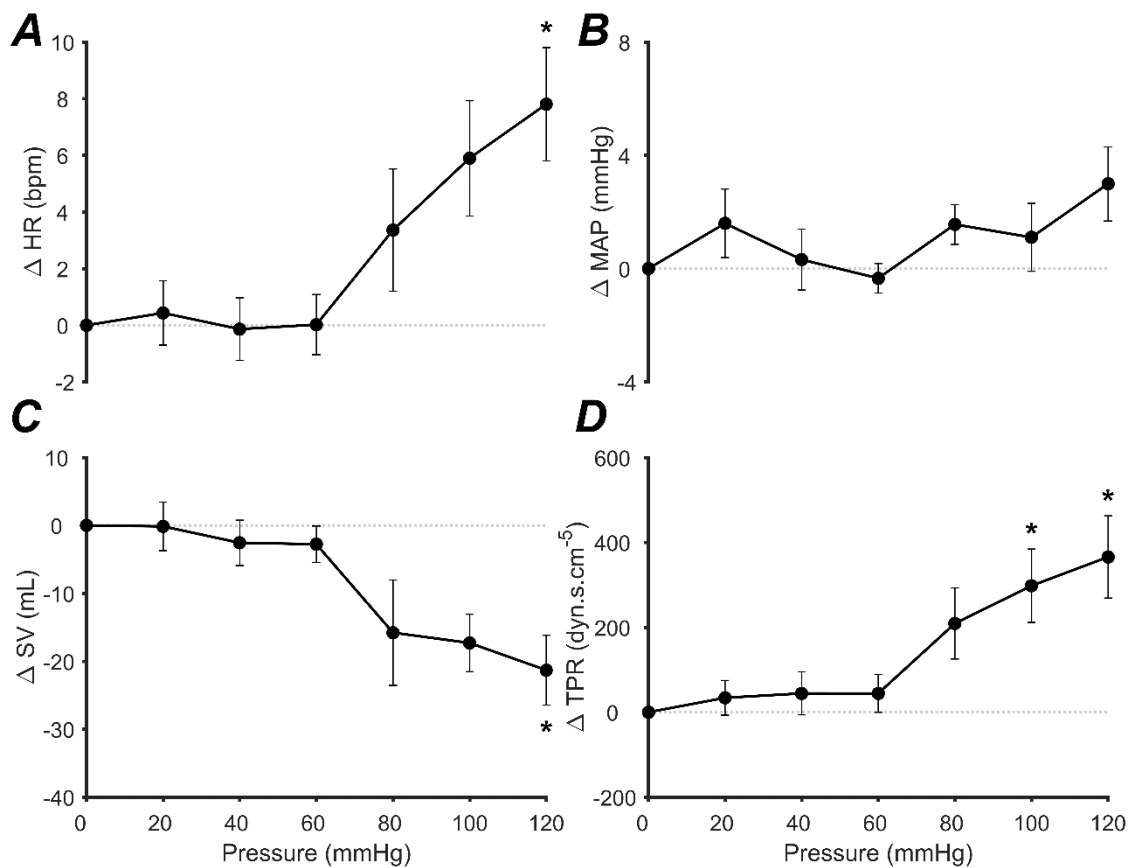 A
10
8
6
4
2
0
-2
Δ HR (bpm)
*
B
8
4
0
-4
Δ MAP (mmHg)
C
10
0
-10
-20
-30
-40
Δ SV (mL)
*
0 20 40 60 80 100 120
Pressure (mmHg)
D
600
400
200
0
-200
Δ TPR (dyn.s.cm-5)
* *
0 20 40 60 80 100 120
Pressure (mmHg)